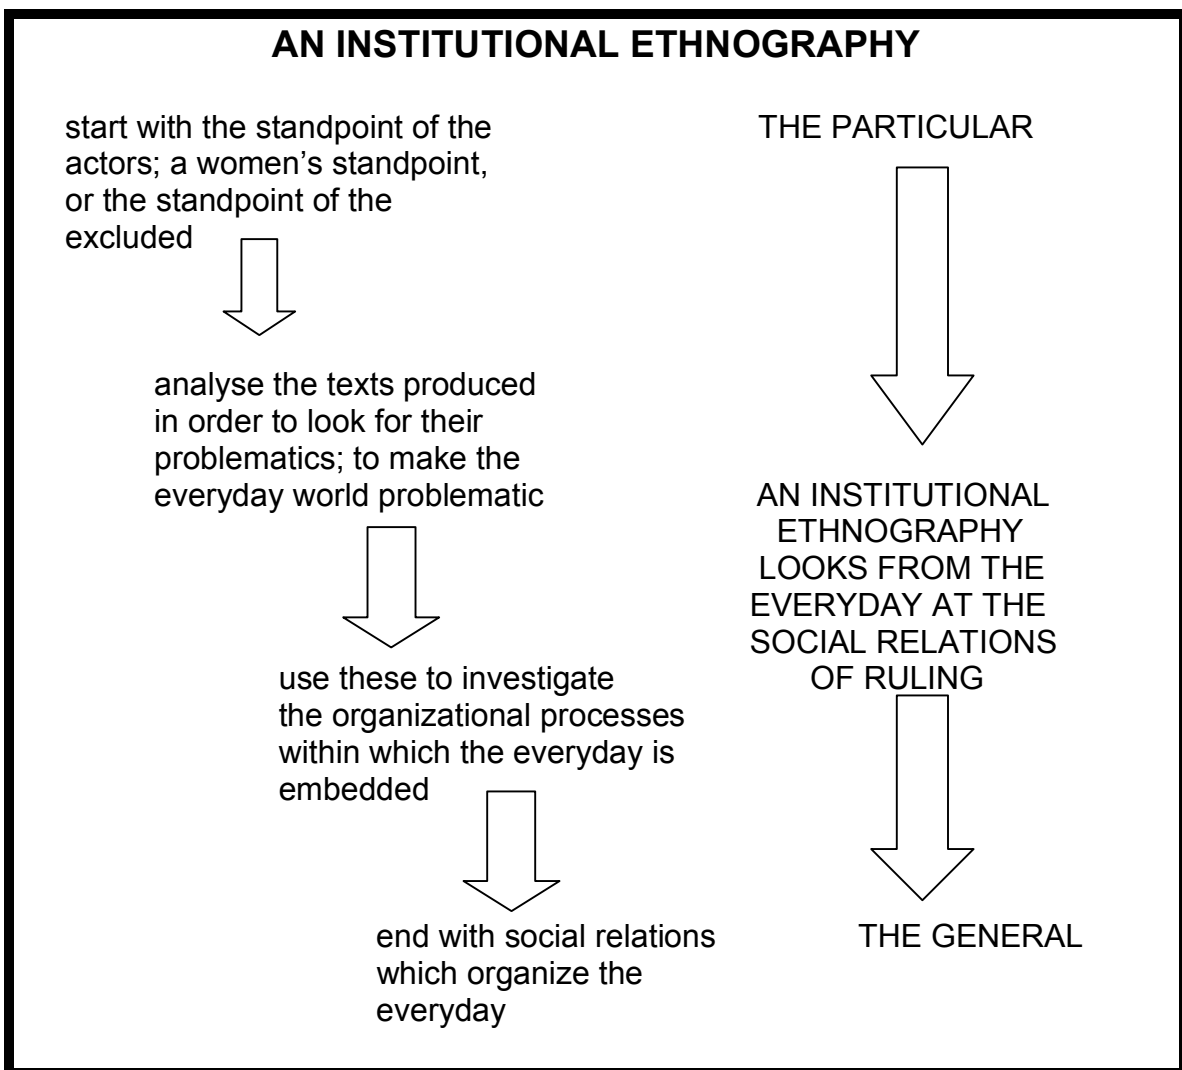 AN INSTITUTIONAL ETHNOGRAPHY
start with the standpoint of the
actors; a women’s standpoint,
or the standpoint of the
excluded
analyse the texts produced
in order to look for their
problematics; to make the
everyday world problematic
use these to investigate
the organizational processes
within which the everyday is
embedded
end with social relations
which organize the
everyday
THE PARTICULAR
AN INSTITUTIONAL
ETHNOGRAPHY
LOOKS FROM THE
EVERYDAY AT THE
SOCIAL RELATIONS
OF RULING
THE GENERAL